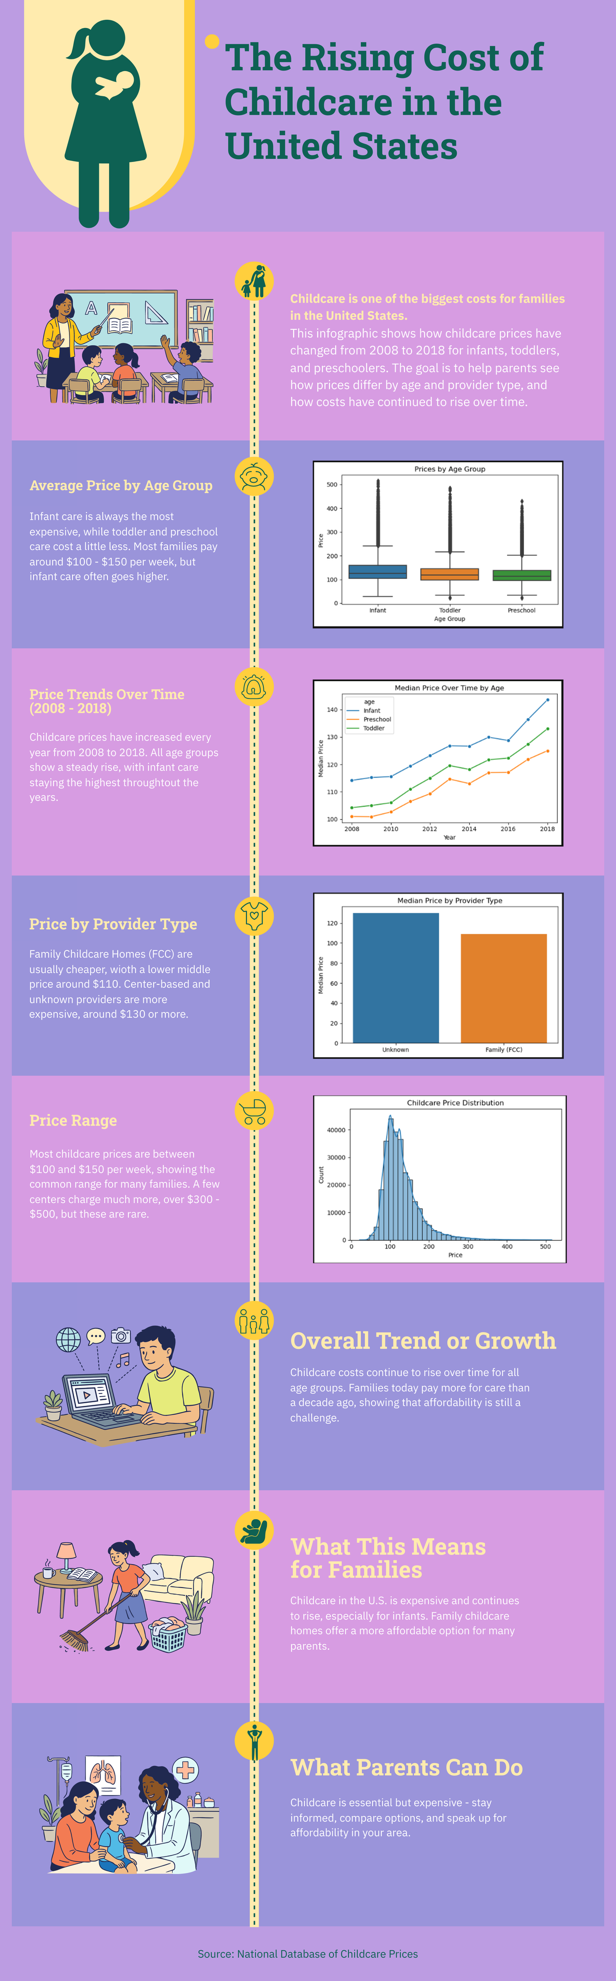 The Rising Cost of
Childcare in the
United States
A
Childcare is one of the biggest costs for families
in the United States.
This infographic shows how childcare prices have
changed from 2008 to 2018 for infants, toddlers,
and preschoolers. The goal is to help parents see
how prices differ by age and provider type, and
how costs have continued to rise over time.
Average Price by Age Group
Infant care is always the most
expensive, while toddler and preschool
care cost a little less. Most families pay
around $100 - $150 per week, but
infant care often goes higher.
Prices by Age Group
Price
500
400
300
200
100
0
Infant
Toddler
Preschool
Age Group
Price Trends Over Time
(2008 - 2018)
Childcare prices have increased every
year from 2008 to 2018. All age groups
show a steady rise, with infant care
staying the highest throughtout the
years.
Median Price Over Time by Age
age
Infant
Preschool
Toddler
Median Price
140
130
120
110
100
2008
2010
2012
2014
2016
2018
Year
Price by Provider Type
Family Childcare Homes (FCC) are
usually cheaper, wioth a lower middle
price around $110. Center-based and
unknown providers are more
expensive, around $130 or more.
Median Price by Provider Type
Median Price
120
100
80
60
40
20
0
Unknown
Family (FCC)
Price Range
Most childcare prices are between
$100 and $150 per week, showing the
common range for many families. A few
centers charge much more, over $300 -
$500, but these are rare.
Childcare Price Distribution
Count
40000
30000
20000
10000
0
0
100
200
300
400
500
Price
Overall Trend or Growth
Childcare costs continue to rise over time for all
age groups. Families today pay more for care than
a decade ago, showing that affordability is still a
challenge.
What This Means
for Families
Childcare in the U.S. is expensive and continues
to rise, especially for infants. Family childcare
homes offer a more affordable option for many
parents.
What Parents Can Do
Childcare is essential but expensive - stay
informed, compare options, and speak up for
affordability in your area.
Source: National Database of Childcare Prices